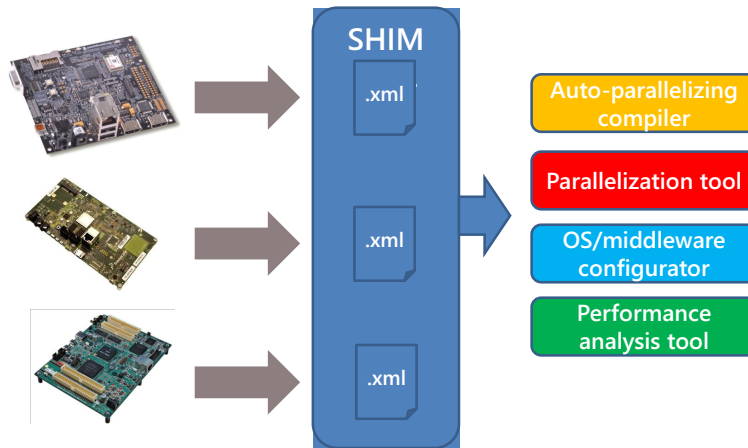 SHIM
.xml
.xml
.xml
Auto-parallelizing
compiler
Parallelization tool
OS/middleware
configurator
Performance
analysis tool